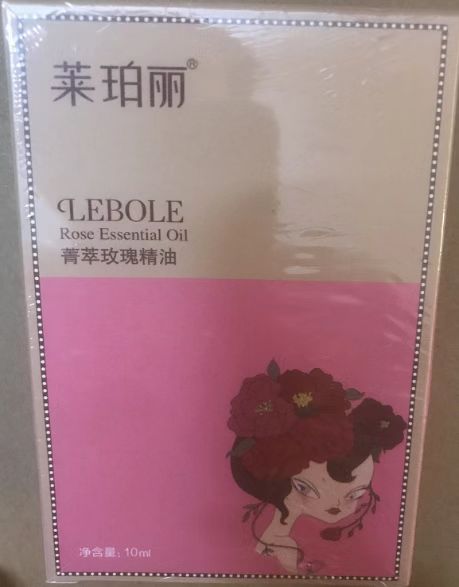 莱珀丽®
LEBOLE
Rose Essential Oil
菁萃玫瑰精油
净含量：10ml